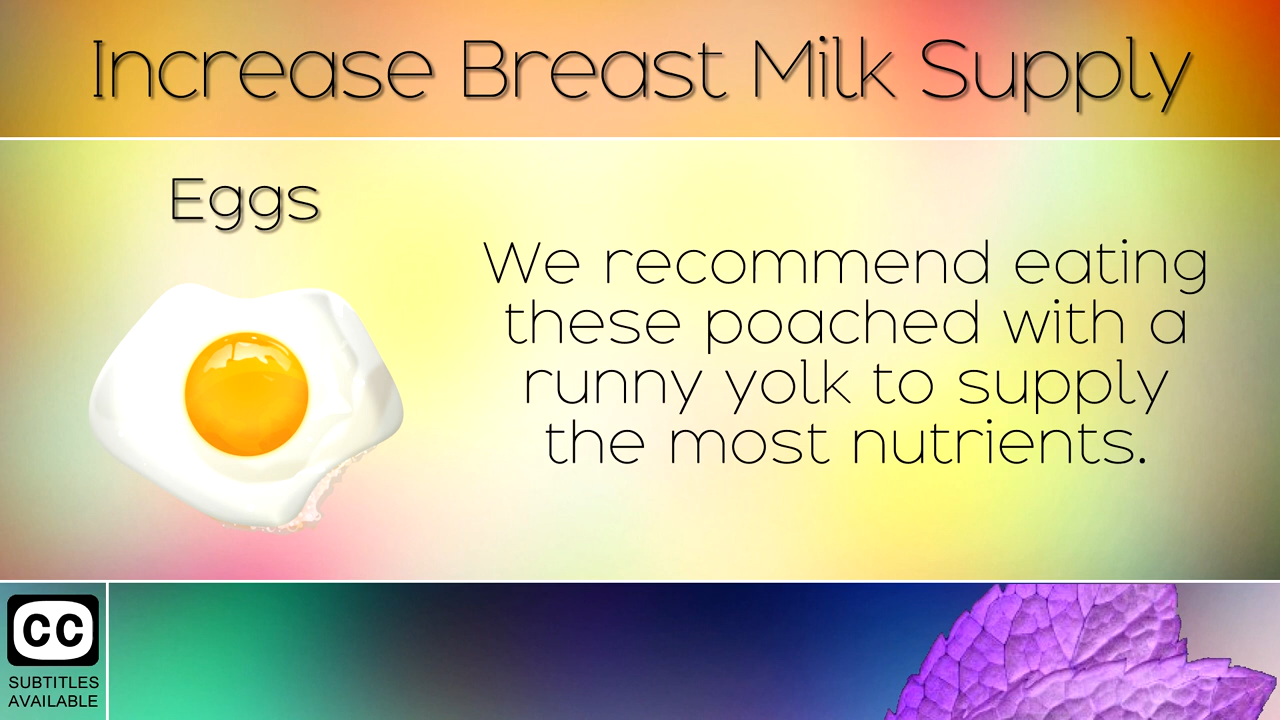 Increase Breast Milk Supply
Eggs
We recommend eating
these poached with a
runny yolk to supply
the most nutrients.
CC
SUBTITLES
AVAILABLE